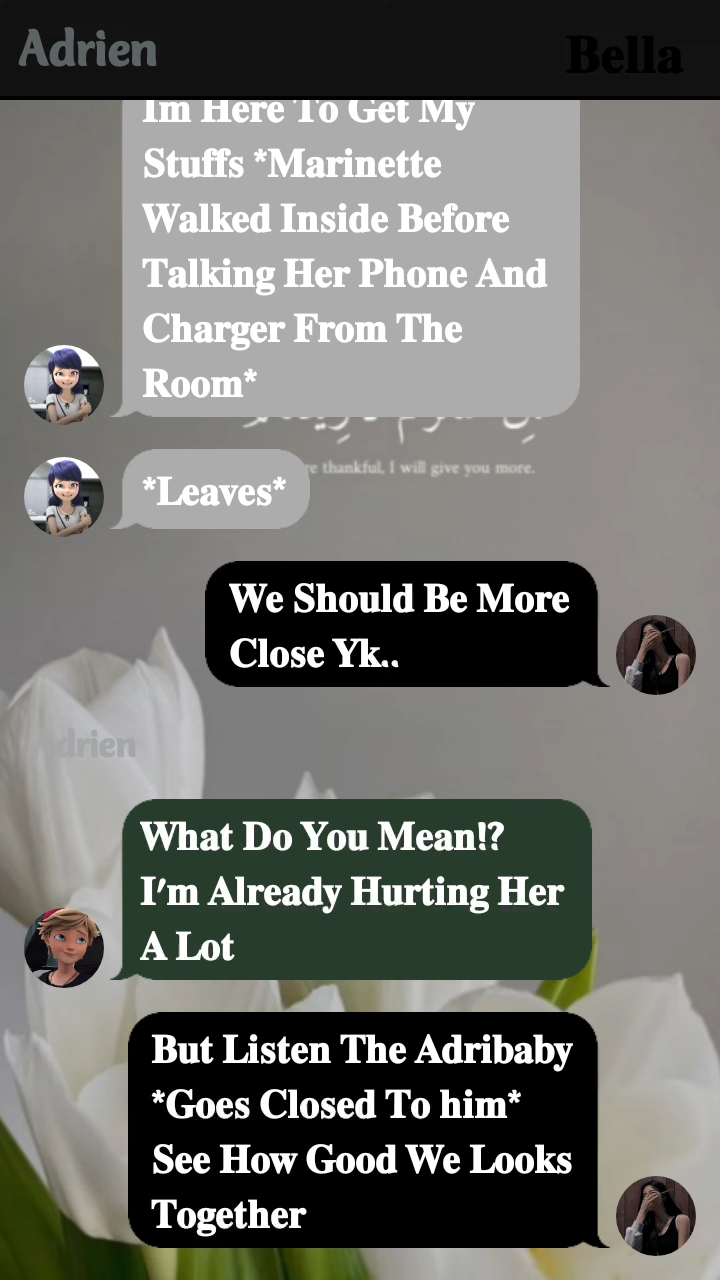 Adrien
Bella
Im Here To Get My
Stuffs *Marinette
Walked Inside Before
Talking Her Phone And
Charger From The
Room*
thankful, I will give you more.
*Leaves*
We Should Be More
Close Yk..
drien
What Do You Mean!?
I'm Already Hurting Her
A Lot
But Listen The Adribaby
*Goes Closed To him*
See How Good We Looks
Together